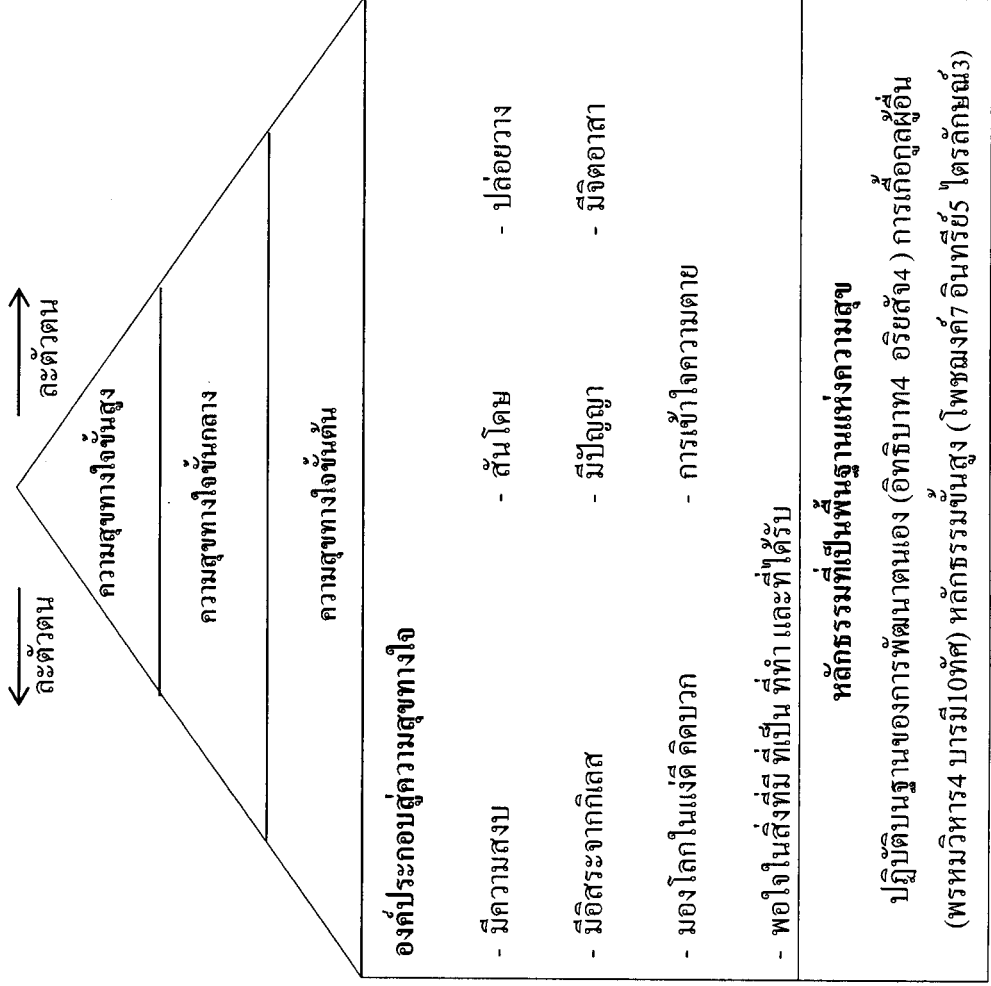 ละตัวตน ละตัวตน
ความสุขทางใจขั้นสูง
ความสุขทางใจขั้นกลาง
ความสุขทางใจขั้นต้น
องค์ประกอบสู่ความสุขทางใจ
- มีความสงบ - สันโดษ - ปล่อยวาง
- มีอิสระจากกิเลส - มีปัญญา - มีจิตอาสา
- มองโลกในแง่ดี คิดบวก - การเข้าใจความตาย
- พอใจในสิ่งที่มี ที่เป็น ที่ทำ และที่ได้รับ
หลักธรรมที่เป็นพื้นฐานแห่งความสุข
ปฏิบัติบนฐานของการพัฒนาตนเอง (อิทธิบาท4 อริยสัจ4 ) การเกื้อกูลผู้อื่น
(พรหมวิหาร4 บารมี10ทัศ) หลักธรรมขั้นสูง (โพชฌงค์7 อินทรีย์5 ไตรลักษณ์3)